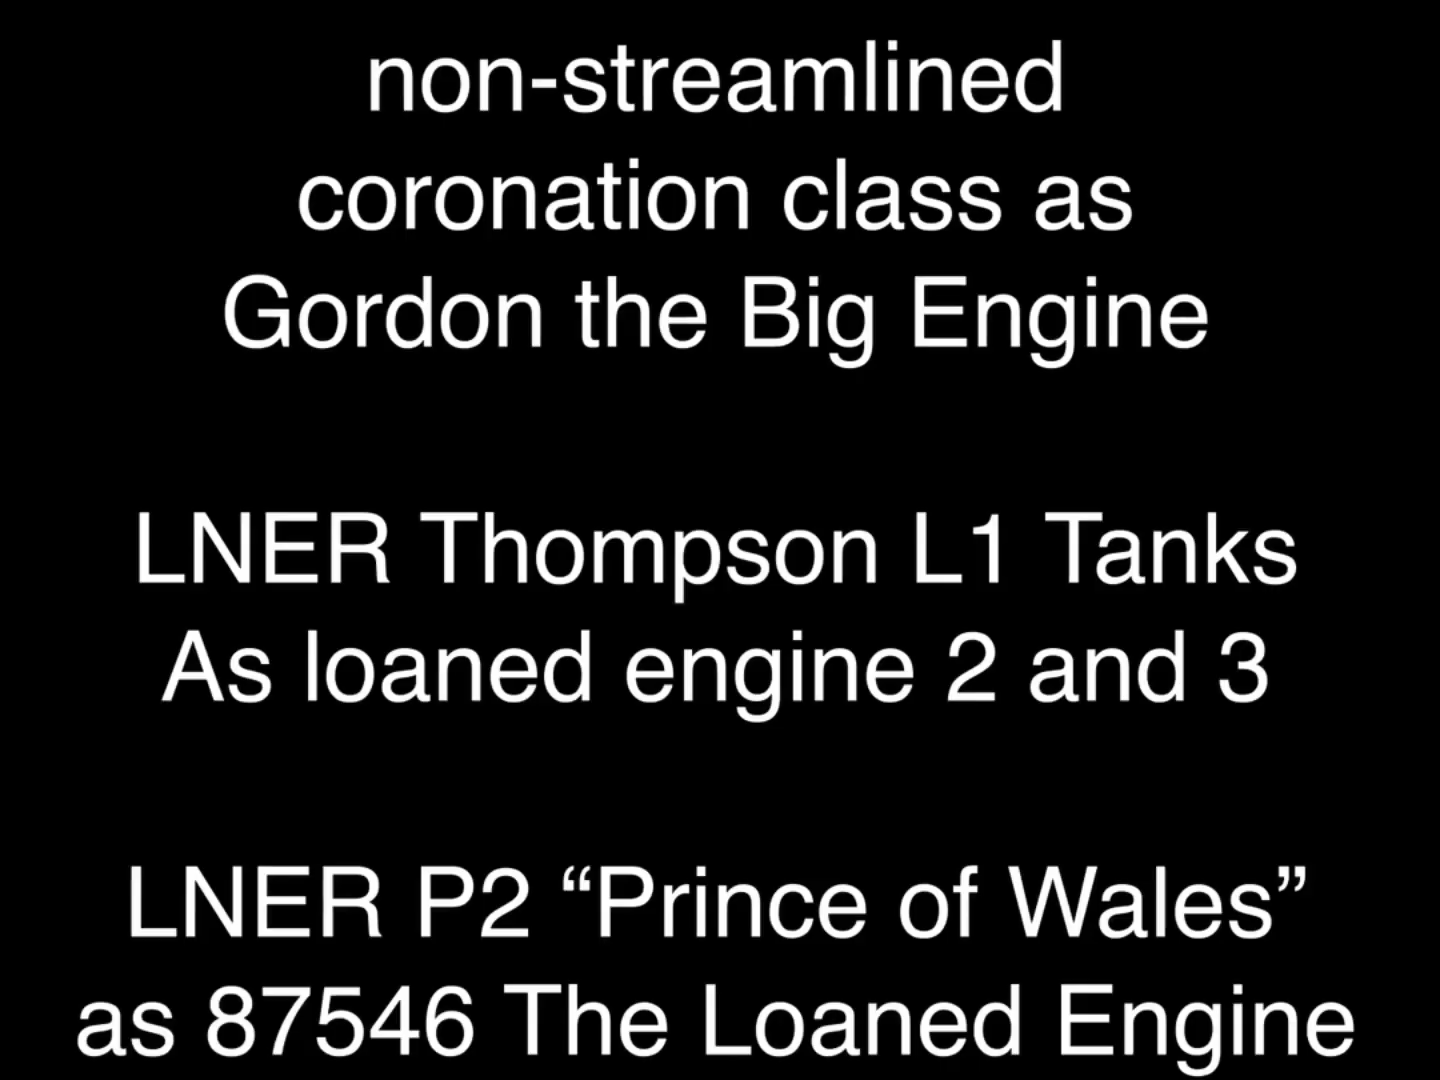 non-streamlined
coronation class as
Gordon the Big Engine
LNER Thompson L1 Tanks
As loaned engine 2 and 3
LNER P2 “Prince of Wales”
as 87546 The Loaned Engine